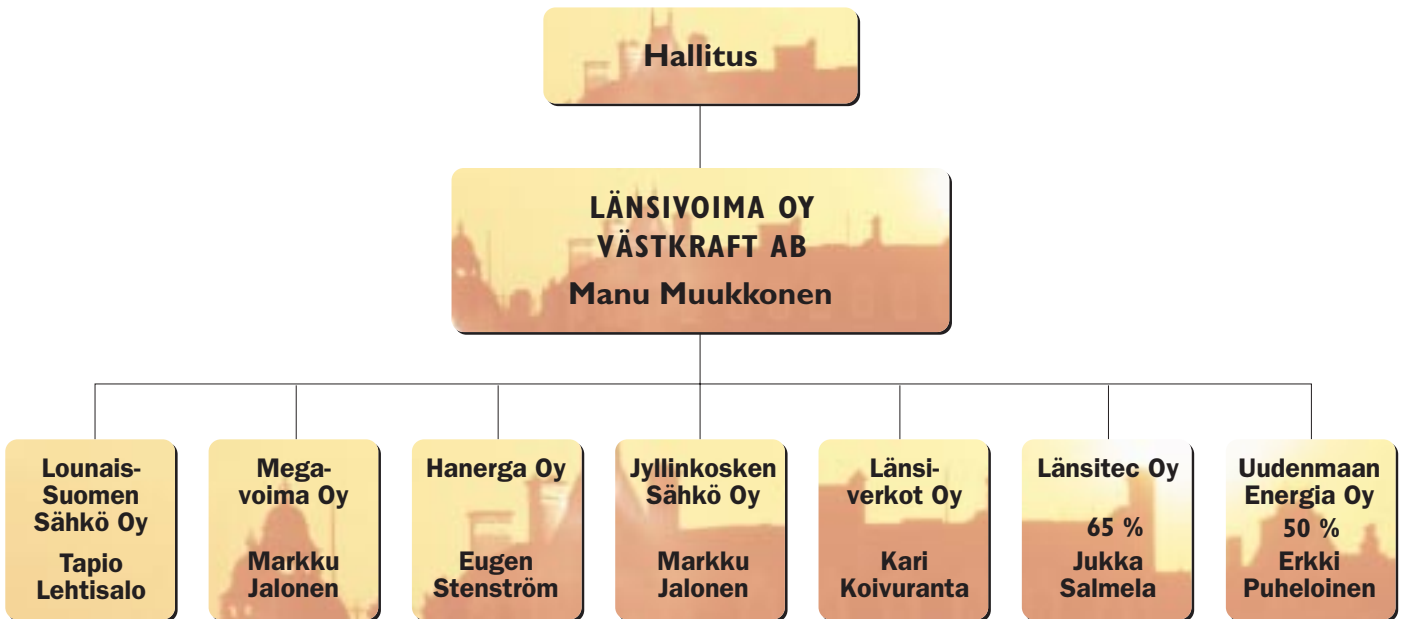 Hallitus
LÄNSIVOIMA OY
VÄSTKRAFT AB
Manu Muukkonen
Lounais-
Suomen
Sähkö Oy
Tapio
Lehtisalo
Mega-
voima Oy
Markku
Jalonen
Hanerga Oy
Eugen
Stenström
Jyllinkosken
Sähkö Oy
Markku
Jalonen
Länsi-
verkot Oy
Kari
Koivuranta
Länsitec Oy
65 %
Jukka
Salmela
Uudenmaan
Energia Oy
50 %
Erkki
Puheloinen